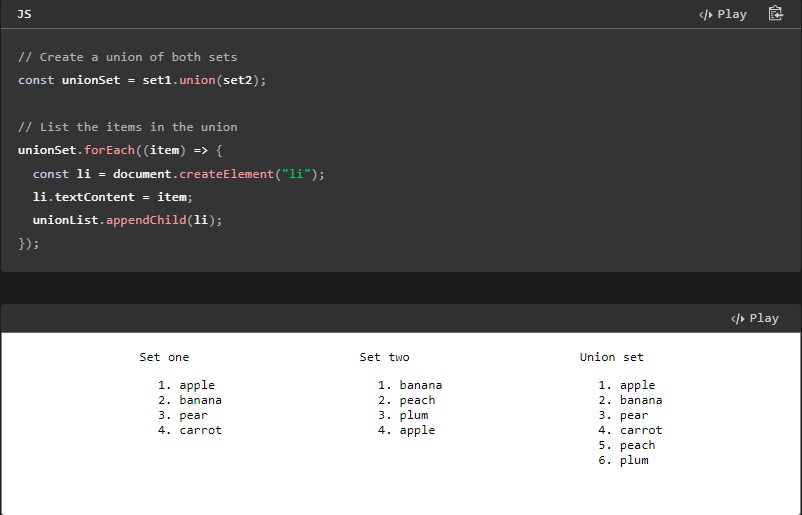 JS
Play
// Create a union of both sets
const unionSet = set1.union(set2);
// List the items in the union
unionSet.forEach((item) => {
const li = document.createElement("li");
li.textContent = item;
unionList.appendChild(li);
});
Play
Set one
1. apple
2. banana
3. pear
4. carrot
Set two
1. banana
2. peach
3. plum
4. apple
Union set
1. apple
2. banana
3. pear
4. carrot
5. peach
6. plum